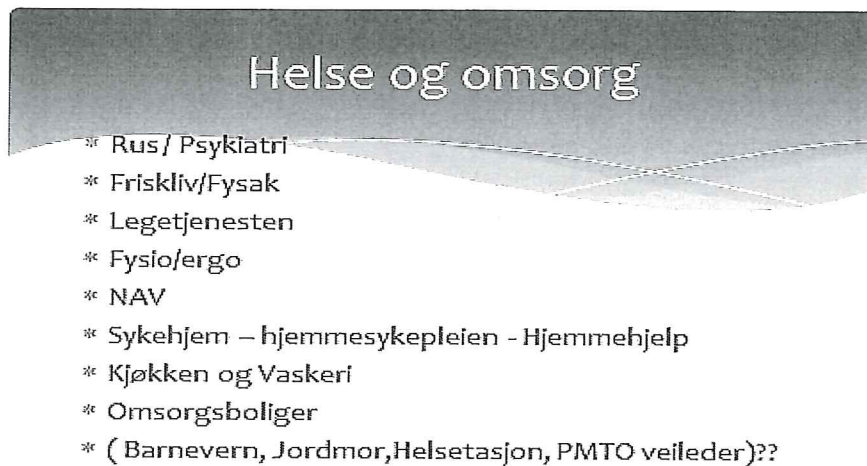 Helse og omsorg
* Rus/ Psykiatri
* Friskliv/Fysak
* Legetjenesten
* Fysio/ergo
* NAV
* Sykehjem – hjemmesykepleien - Hjemmehjelp
* Kjøkken og Vaskeri
* Omsorgsboliger
* ( Barnevern, Jordmor,Helsetasjon, PMTO veileder)??